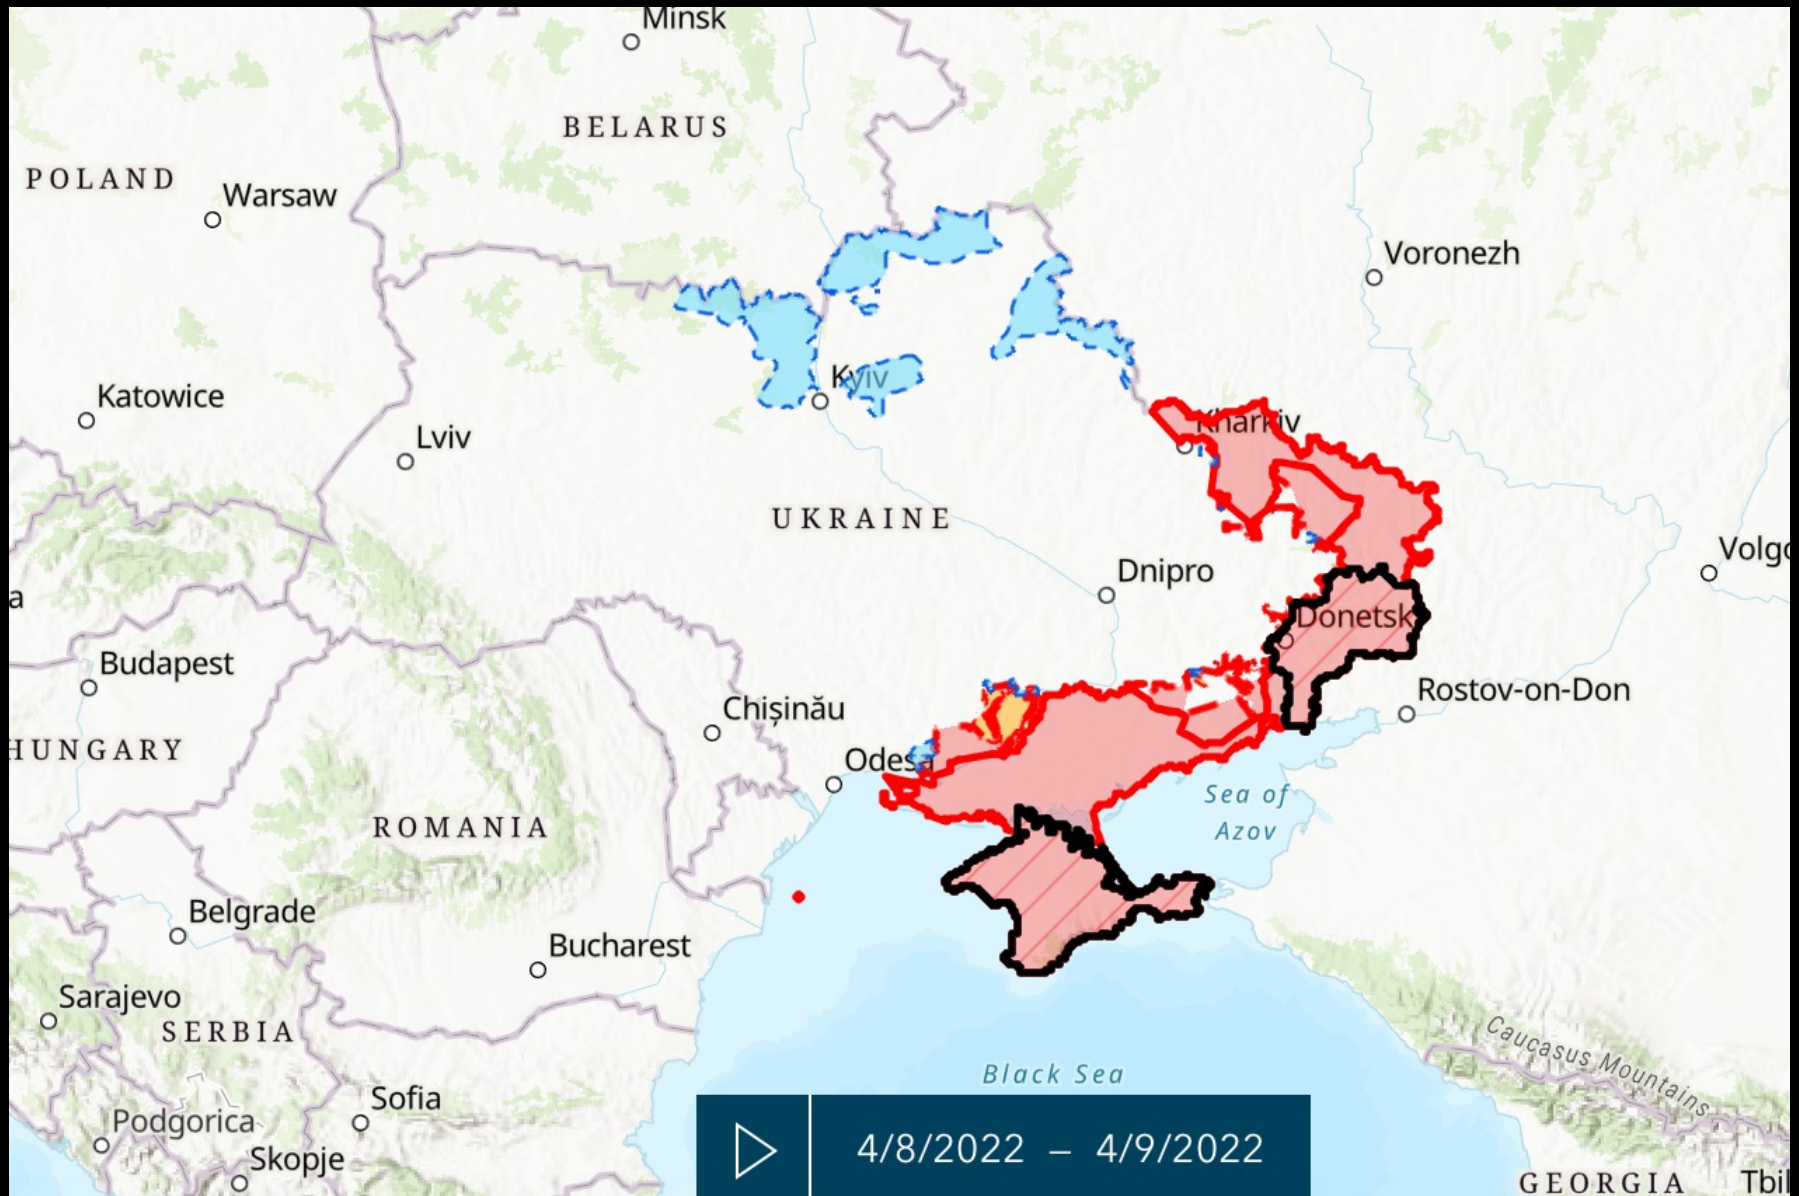 Minsk
BELARUS
POLAND
Warsaw
Voronezh
Katowice
Kyiv
Kharkiv
Lviv
UKRAINE
Volgo
Dnipro
a
Donetsk
Budapest
Rostov-on-Don
Chișinău
HUNGARY
Odesa
Sea of
Azov
ROMANIA
Belgrade
Bucharest
Sarajevo
SERBIA
Caucasus Mountains
Black Sea
Sofia
Podgorica
Skopje
4/8/2022 – 4/9/2022
GEORGIA
Tbil